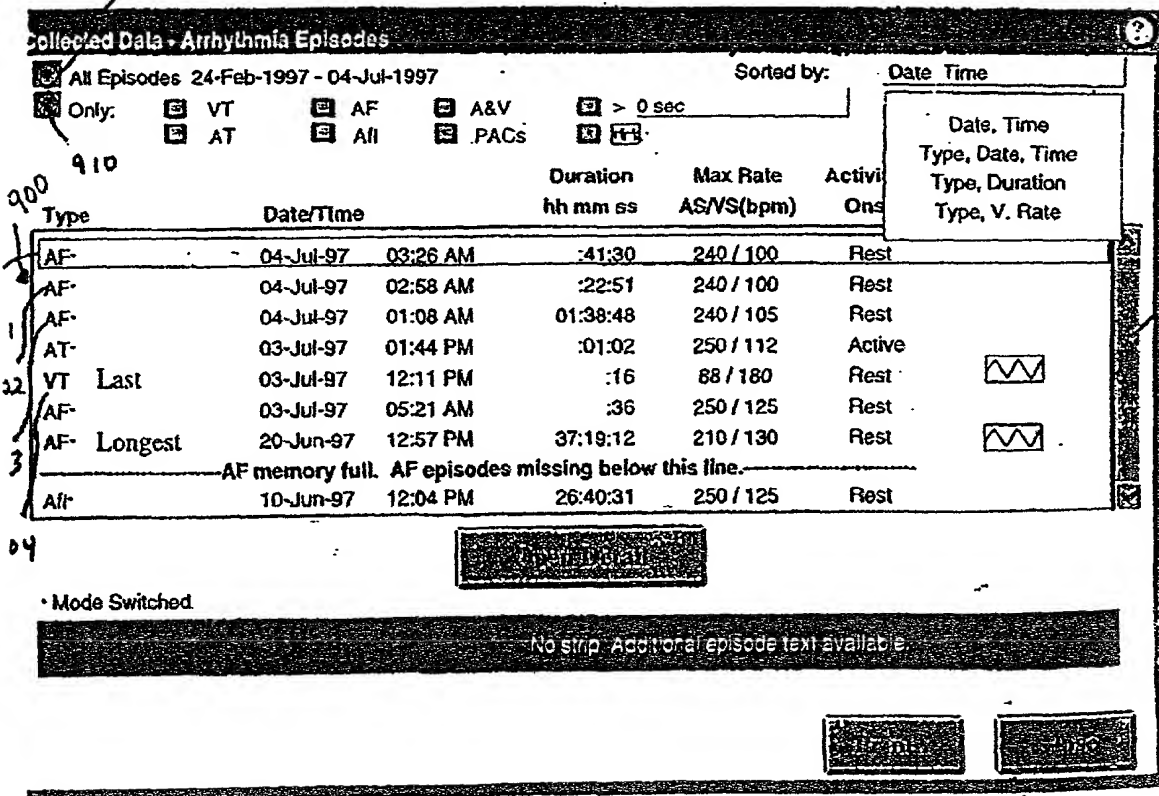 Collected Data - Arrhythmia Episodes ?
All Episodes 24-Feb-1997 - 04-Jul-1997 Sorted by: Date Time
Only: VT AF A&V > 0 sec
AT Afl .PACs
Date, Time
Type, Date, Time
Type, Duration
Type, V. Rate
910
900
Duration Max Rate Activi
Type Date/Time hh mm ss AS/VS(bpm) Ons
AF• 04-Jul-97 03:26 AM :41:30 240 / 100 Rest
AF• 04-Jul-97 02:58 AM :22:51 240 / 100 Rest
AF• 04-Jul-97 01:08 AM 01:38:48 240 / 105 Rest
AT• 03-Jul-97 01:44 PM :01:02 250 / 112 Active
VT Last 03-Jul-97 12:11 PM :16 88 / 180 Rest
AF• 03-Jul-97 05:21 AM :36 250 / 125 Rest
AF• Longest 20-Jun-97 12:57 PM 37:19:12 210 / 130 Rest
AF memory full. AF episodes missing below this line.
Afl• 10-Jun-97 12:04 PM 26:40:31 250 / 125 Rest
1
22
3
04
Open Detail
• Mode Switched
No strip. Additional episode text available.